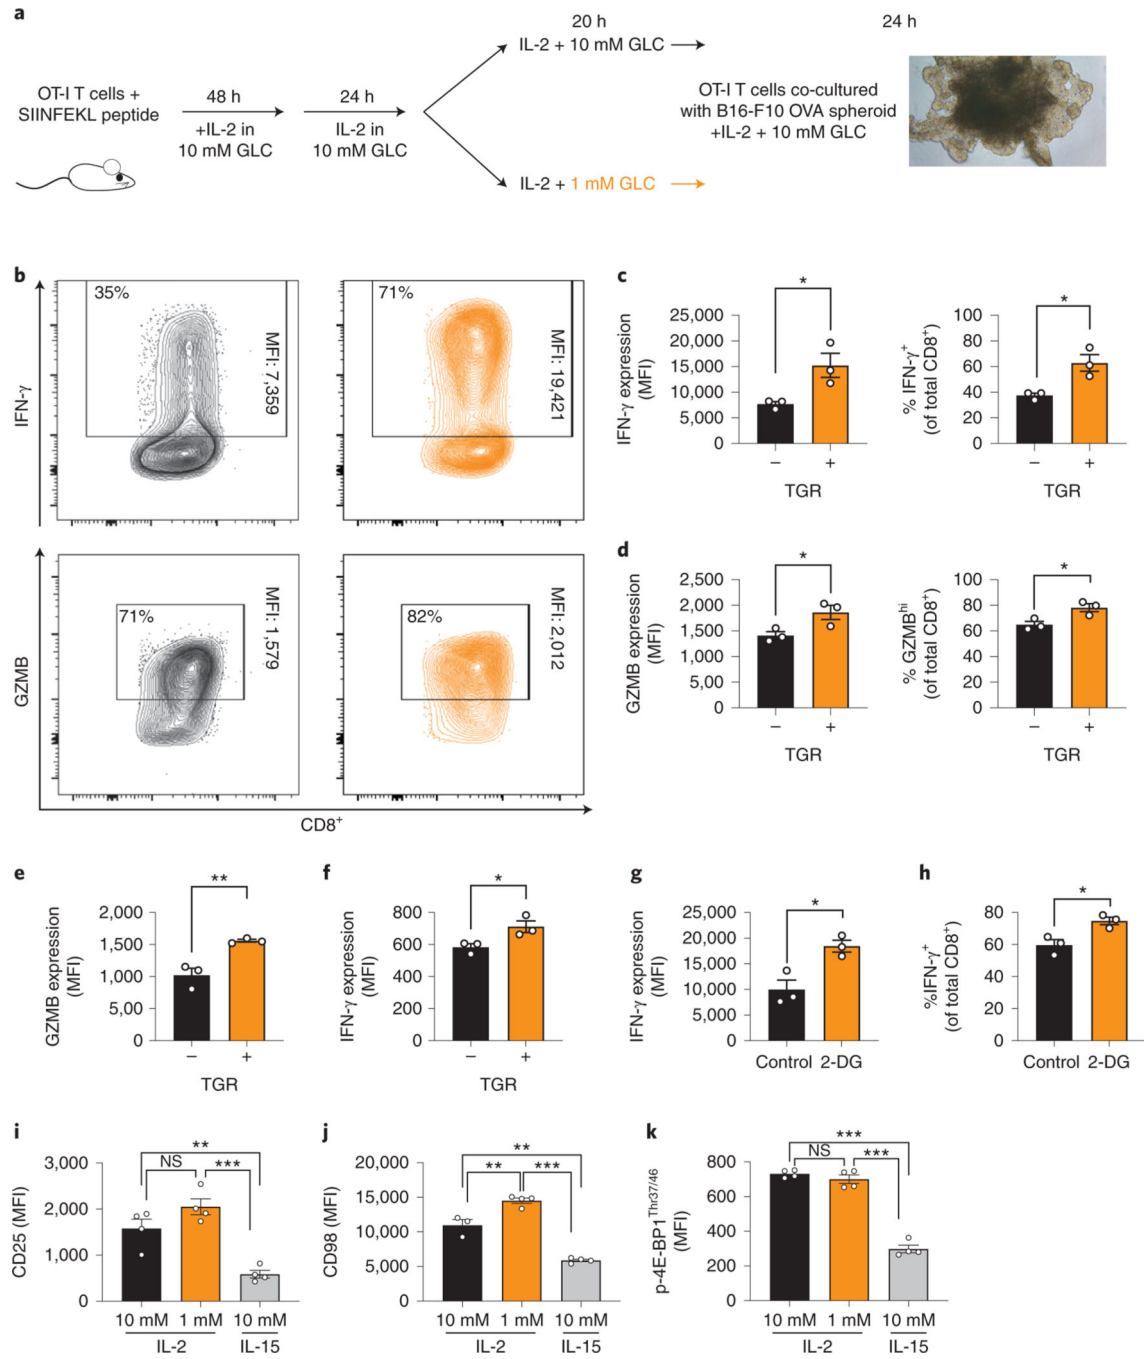 a
20 h
24 h
IL-2 + 10 mM GLC
OT-I T cells +
SIINFEKL peptide
48 h
24 h
+IL-2 in
10 mM GLC
IL-2 in
10 mM GLC
OT-I T cells co-cultured
with B16-F10 OVA spheroid
+IL-2 + 10 mM GLC
IL-2 + 1 mM GLC
b
35%
MFI: 7,359
71%
MFI: 19,421
IFN-γ
71%
MFI: 1,579
82%
MFI: 2,012
GZMB
CD8+
c
*
25,000
20,000
15,000
10,000
5,000
0
IFN-γ expression
(MFI)
– +
TGR
*
100
80
60
40
20
0
% IFN-γ+
(of total CD8+)
– +
TGR
d
*
2,500
2,000
1,500
1,000
5,00
0
GZMB expression
(MFI)
– +
TGR
*
100
80
60
40
20
0
% GZMBhi
(of total CD8+)
– +
TGR
e
**
2,000
1,500
1,000
5,00
0
GZMB expression
(MFI)
– +
TGR
f
*
800
600
400
200
0
IFN-γ expression
(MFI)
– +
TGR
g
*
25,000
20,000
15,000
10,000
5,000
0
IFN-γ expression
(MFI)
Control 2-DG
h
*
80
60
40
20
0
%IFN-γ+
(of total CD8+)
Control 2-DG
i
**
NS ***
3,000
2,000
1,000
0
CD25 (MFI)
10 mM 1 mM 10 mM
IL-2 IL-15
j
**
** ***
20,000
15,000
10,000
5,000
0
CD98 (MFI)
10 mM 1 mM 10 mM
IL-2 IL-15
k
***
NS ***
800
600
400
200
0
p-4E-BP1Thr37/46
(MFI)
10 mM 1 mM 10 mM
IL-2 IL-15